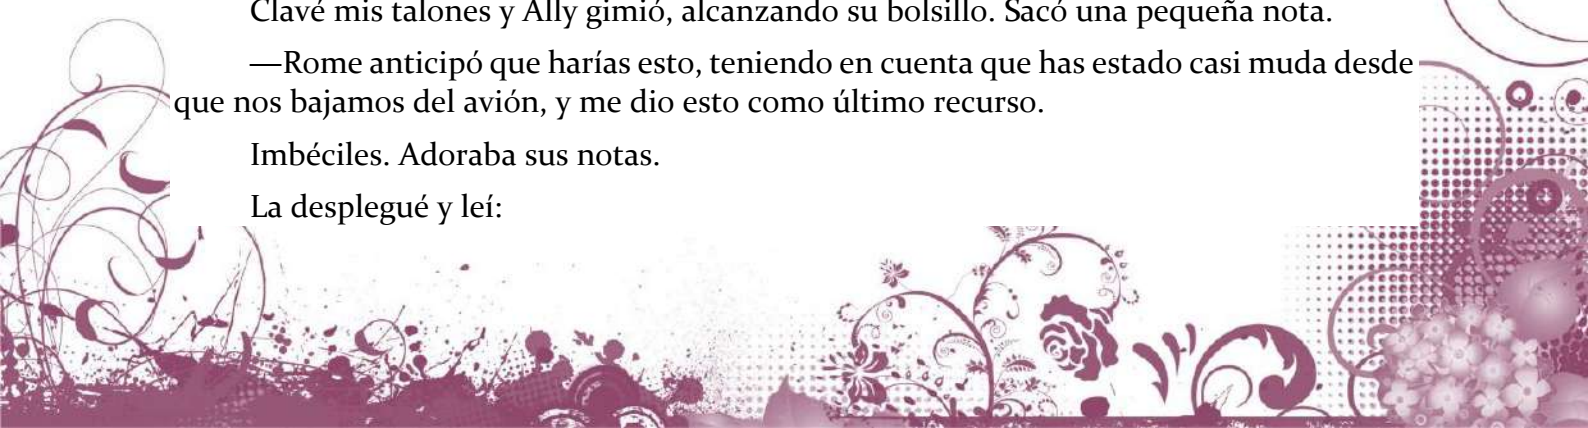 Clavé mis talones y Ally gimió, alcanzando su bolsillo. Sacó una pequeña nota.
—Rome anticipó que harías esto, teniendo en cuenta que has estado casi muda desde
que nos bajamos del avión, y me dio esto como último recurso.
Imbéciles. Adoraba sus notas.
La desplegué y leí: